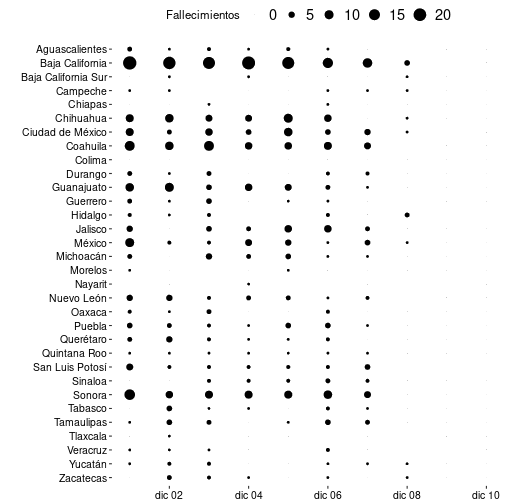 Fallecimientos 0 5 10 15 20
Aguascalientes
Baja California
Baja California Sur
Campeche
Chiapas
Chihuahua
Ciudad de México
Coahuila
Colima
Durango
Guanajuato
Guerrero
Hidalgo
Jalisco
México
Michoacán
Morelos
Nayarit
Nuevo León
Oaxaca
Puebla
Querétaro
Quintana Roo
San Luis Potosí
Sinaloa
Sonora
Tabasco
Tamaulipas
Tlaxcala
Veracruz
Yucatán
Zacatecas
dic 02 dic 04 dic 06 dic 08 dic 10